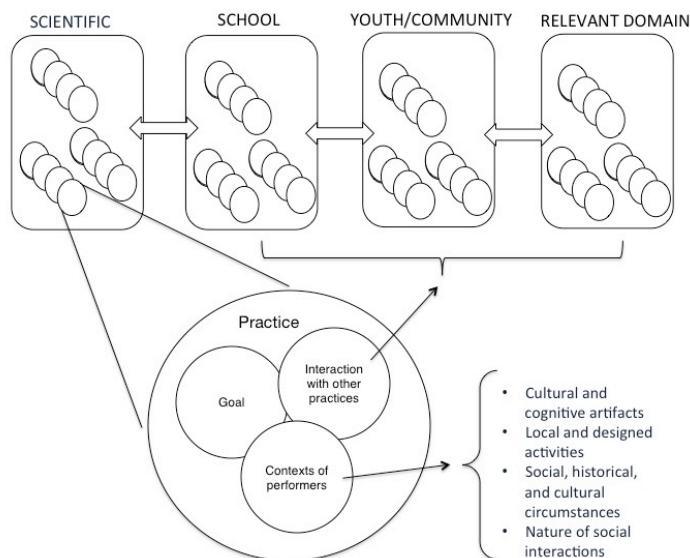 SCIENTIFIC
SCHOOL
YOUTH/COMMUNITY
RELEVANT DOMAIN
Practice
Goal
Interaction
with other
practices
Contexts of
performers
• Cultural and
cognitive artifacts
• Local and designed
activities
• Social, historical,
and cultural
circumstances
• Nature of social
interactions